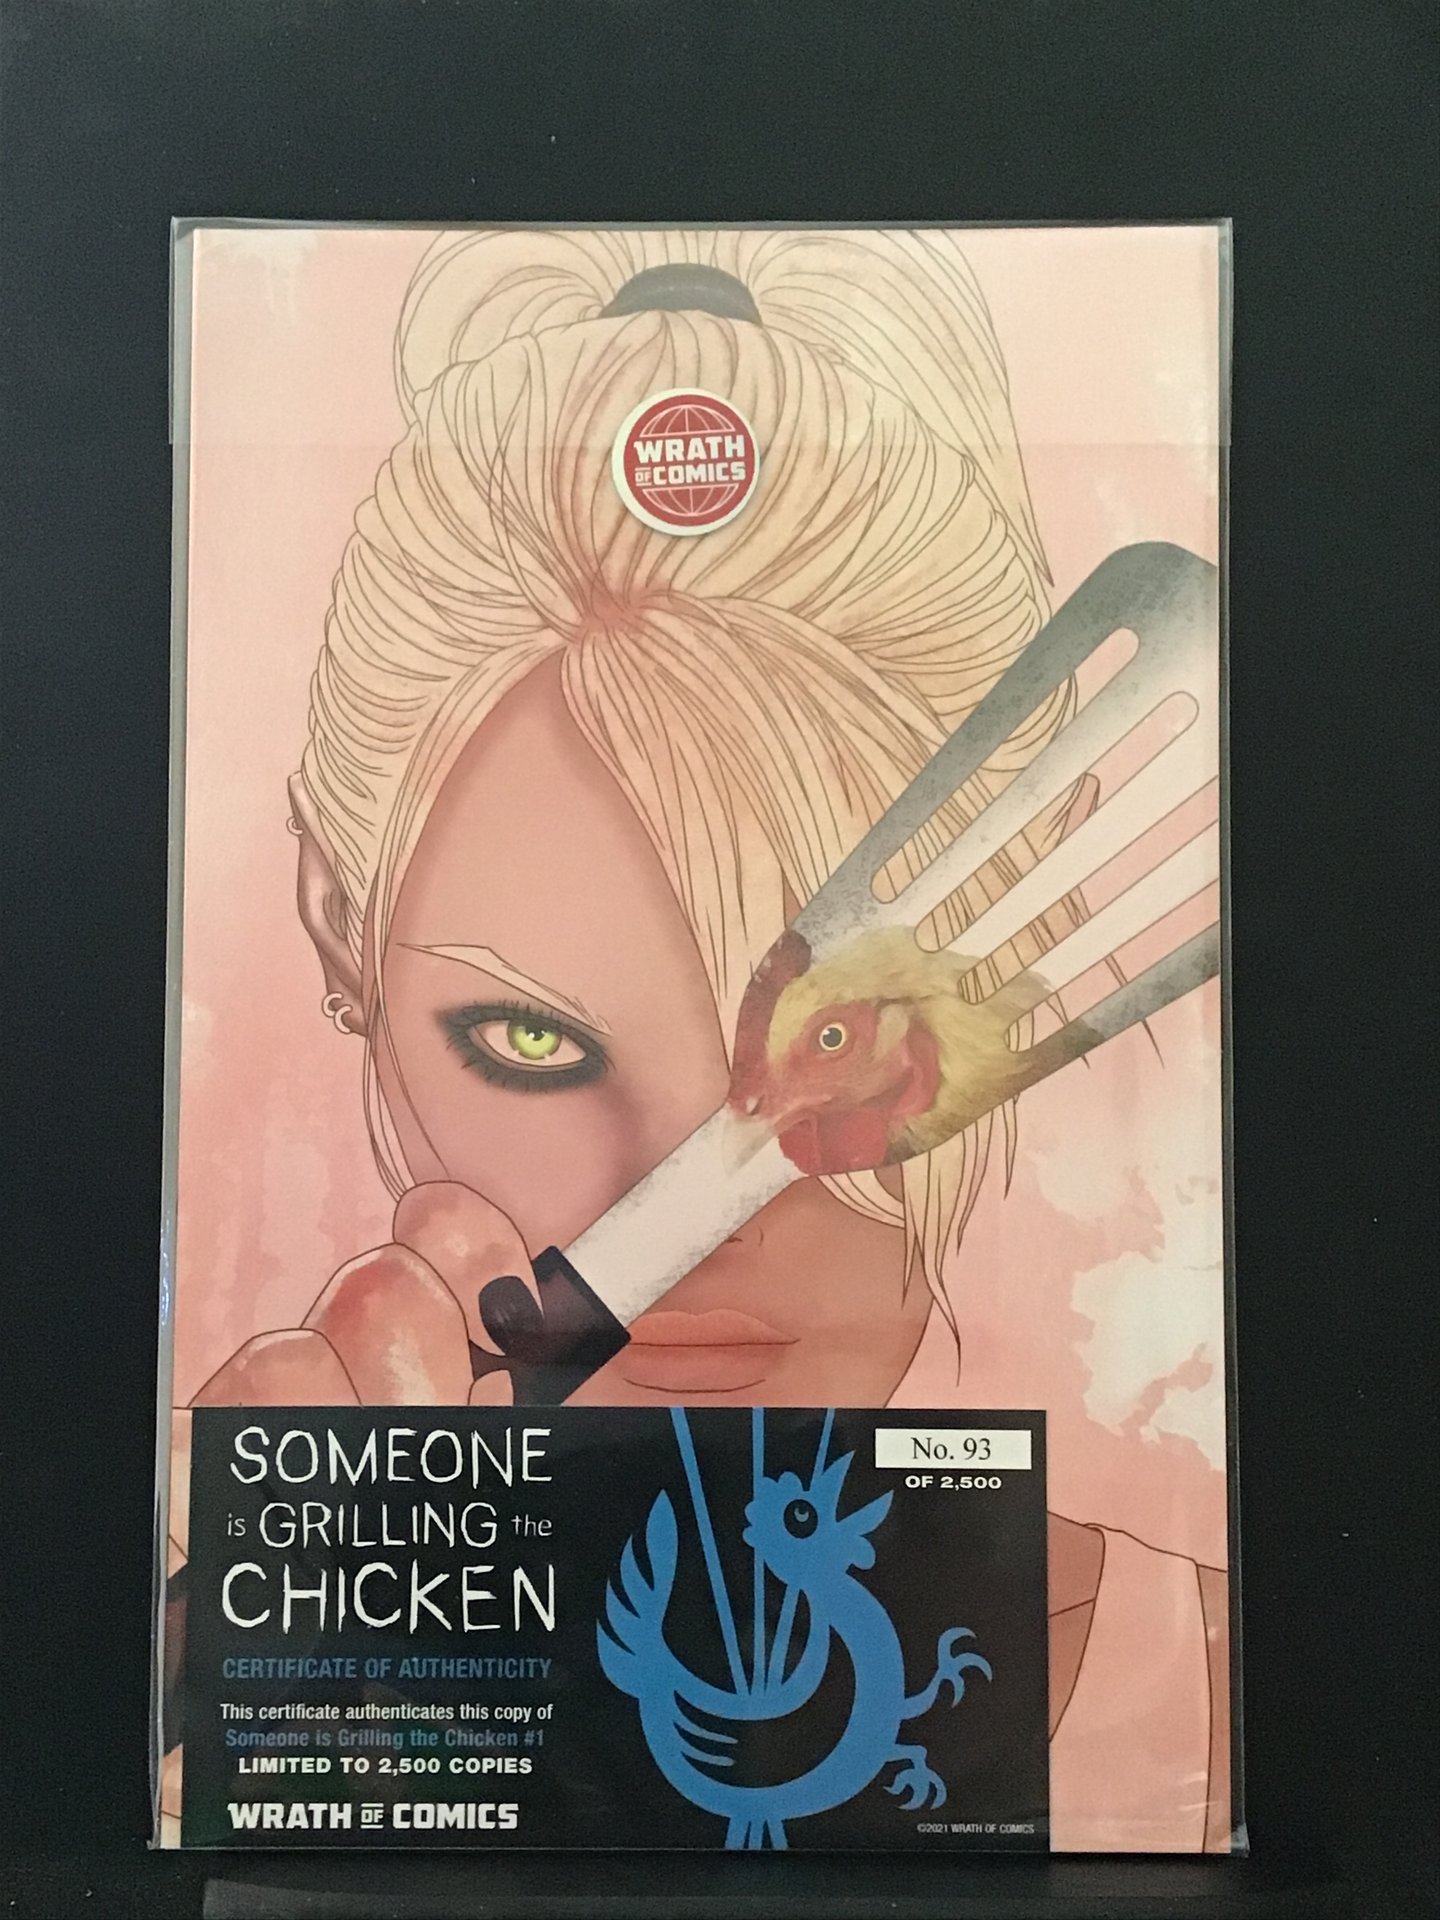 WRATH
OF COMICS
SOMEONE
is GRILLING the
CHICKEN
CERTIFICATE OF AUTHENTICITY
This certificate authenticates this copy of
Someone is Grilling the Chicken #1
LIMITED TO 2,500 COPIES
WRATH OF COMICS
No. 93
OF 2,500
©2021 WRATH OF COMICS